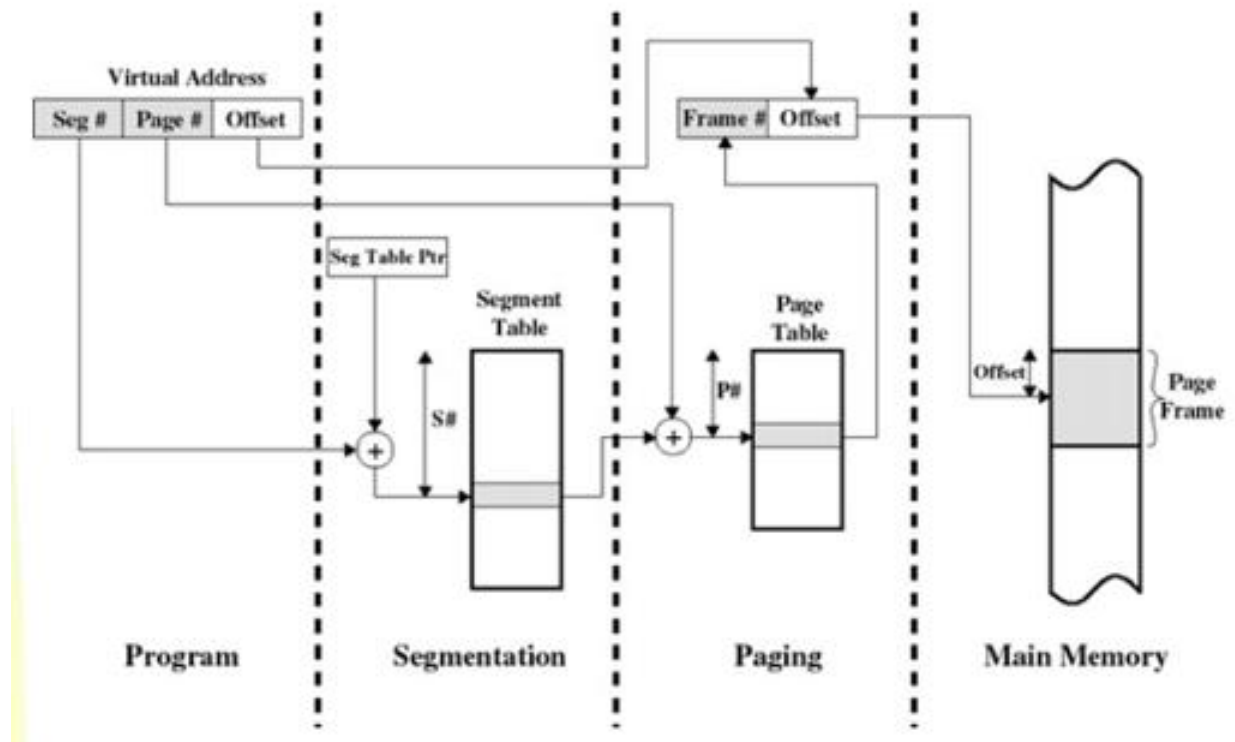 Virtual Address
Seg #
Page #
Offset
Frame #
Offset
Seg Table Ptr
Segment
Table
Page
Table
S#
P#
Offset
Page
Frame
Program
Segmentation
Paging
Main Memory